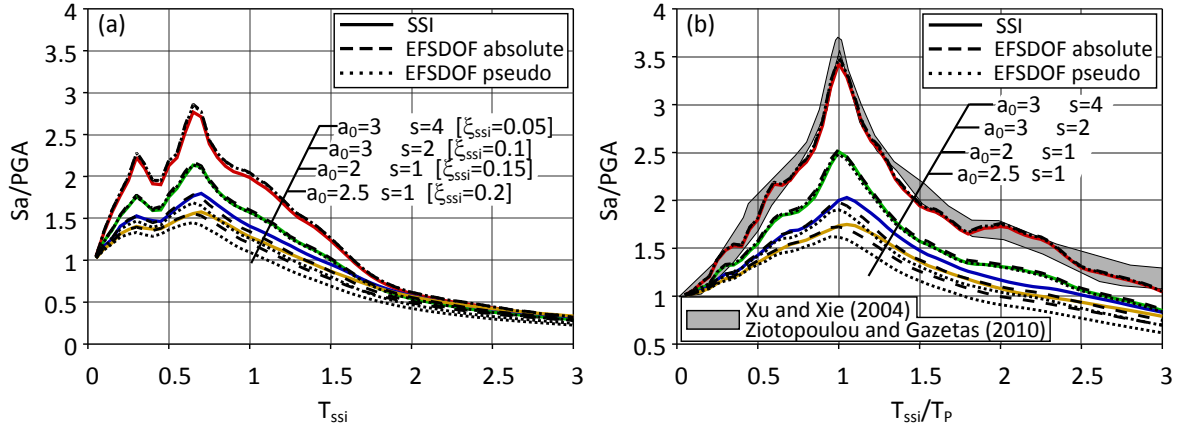 (a)
SSI
EFSDOF absolute
EFSDOF pseudo
a₀=3 s=4 [ξssi=0.05]
a₀=3 s=2 [ξssi=0.1]
a₀=2 s=1 [ξssi=0.15]
a₀=2.5 s=1 [ξssi=0.2]
Sa/PGA
4
3.5
3
2.5
2
1.5
1
0.5
0
0 0.5 1 1.5 2 2.5 3
Tssi
(b)
SSI
EFSDOF absolute
EFSDOF pseudo
a₀=3 s=4
a₀=3 s=2
a₀=2 s=1
a₀=2.5 s=1
Xu and Xie (2004)
Ziotopoulou and Gazetas (2010)
Sa/PGA
4
3.5
3
2.5
2
1.5
1
0.5
0 0.5 1 1.5 2 2.5 3
Tssi/TP